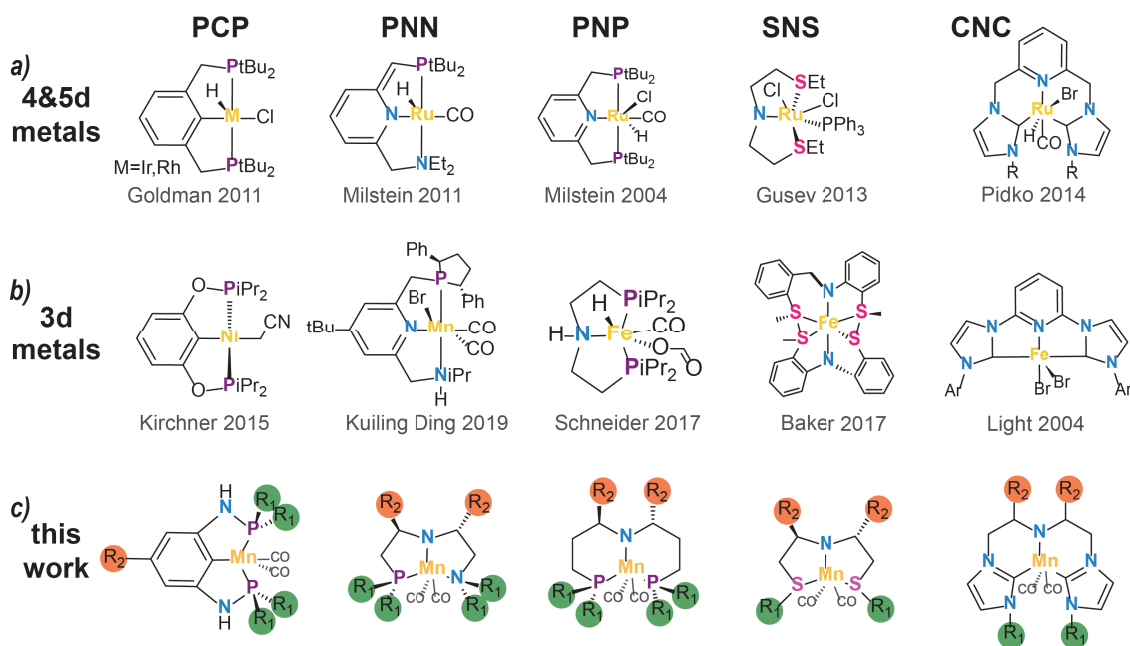 PCP PNN PNP SNS CNC
a)
4&5d
metals
PtBu2
H
M
Cl
PtBu2
M=Ir,Rh
Goldman 2011
PtBu2
H
N
Ru
CO
NEt2
Milstein 2011
PtBu2
Cl
N
Ru
CO
H
PtBu2
Milstein 2004
SEt
Cl
Cl
N
Ru
PPh3
SEt
Gusev 2013
N
Br
N
Ru
N
H
CO
N
N
R
R
Pidko 2014
b)
3d
metals
O
PiPr2
Ni
CN
O
PiPr2
Kirchner 2015
Ph
P
Br
Ph
tBu
N
Mn
CO
CO
NiPr
H
Kuiling Ding 2019
H
PiPr2
H
N
Fe
CO
O
O
PiPr2
Schneider 2017
N
S
Fe
S
S
S
N
Baker 2017
N
N
N
Fe
N
N
Br
Br
Ar
Ar
Light 2004
c)
this
work
H
N
R1
R1
P
R2
Mn
CO
CO
P
R1
N
R1
H
R2
R2
N
Mn
R1
P
N
R1
R1
CO
CO
R1
R2
R2
N
Mn
R1
P
P
R1
R1
CO
CO
R1
R2
R2
N
Mn
S
S
CO
CO
R1
R1
R2
R2
N
N
Mn
N
CO
CO
N
N
R1
R1